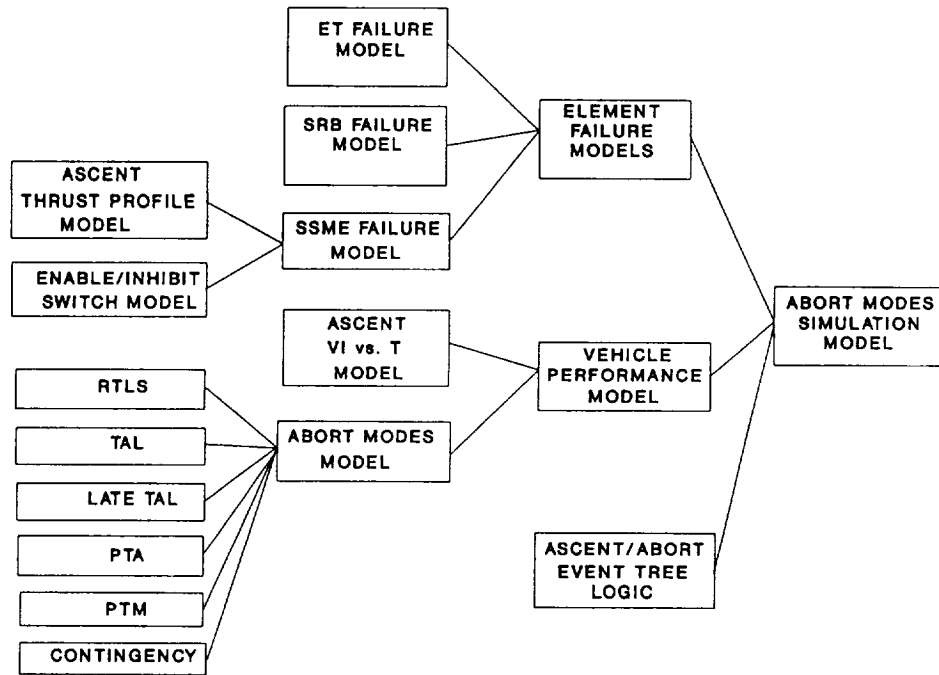 ET FAILURE
MODEL
SRB FAILURE
MODEL
ELEMENT
FAILURE
MODELS
ASCENT
THRUST PROFILE
MODEL
SSME FAILURE
MODEL
ENABLE/INHIBIT
SWITCH MODEL
ABORT MODES
SIMULATION
MODEL
ASCENT
VI vs. T
MODEL
VEHICLE
PERFORMANCE
MODEL
RTLS
TAL
LATE TAL
PTA
PTM
CONTINGENCY
ABORT MODES
MODEL
ASCENT/ABORT
EVENT TREE
LOGIC